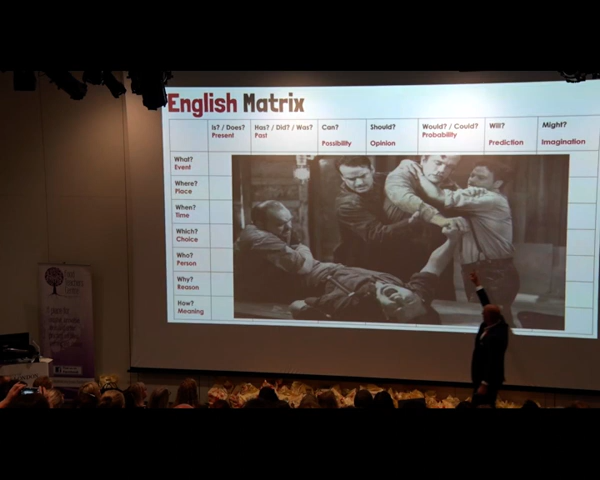 English Matrix
Is? / Does?
Present
Has? / Did? / Was?
Past
Can?
Possibility
Should?
Opinion
Would? / Could?
Probability
Will?
Prediction
Might?
Imagination
What?
Event
Where?
Place
When?
Time
Which?
Choice
Who?
Person
Why?
Reason
How?
Meaning